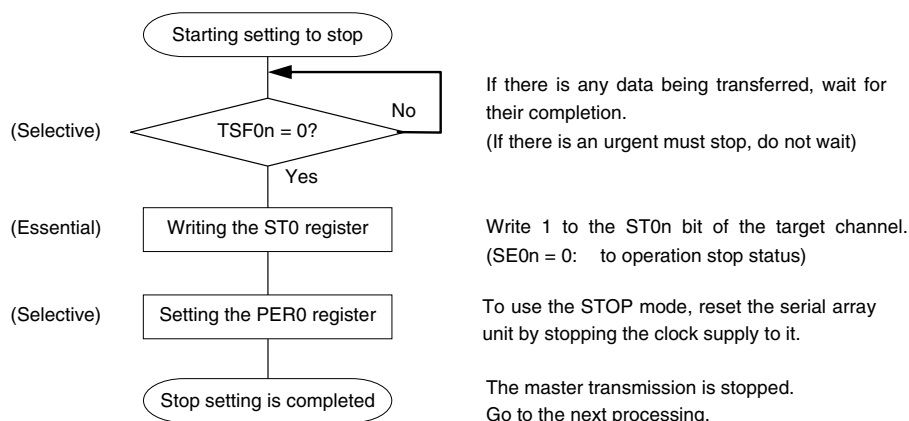 Starting setting to stop
No
If there is any data being transferred, wait for
their completion.
(If there is an urgent must stop, do not wait)
(Selective)
TSF0n = 0?
Yes
(Essential)
Writing the ST0 register
Write 1 to the ST0n bit of the target channel.
(SE0n = 0: to operation stop status)
(Selective)
Setting the PER0 register
To use the STOP mode, reset the serial array
unit by stopping the clock supply to it.
Stop setting is completed
The master transmission is stopped.
Go to the next processing.